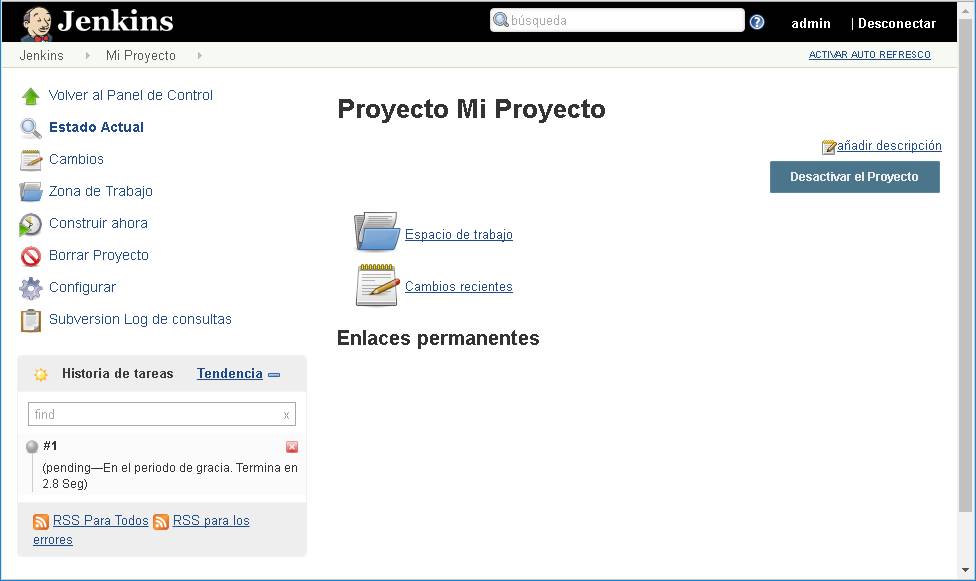 Jenkins
búsqueda
admin | Desconectar
Jenkins Mi Proyecto
ACTIVAR AUTO REFRESCO
Volver al Panel de Control
Estado Actual
Cambios
Zona de Trabajo
Construir ahora
Borrar Proyecto
Configurar
Subversion Log de consultas
Historia de tareas Tendencia
find x
#1
(pending—En el periodo de gracia. Termina en
2.8 Seg)
RSS Para Todos RSS para los
errores
Proyecto Mi Proyecto
añadir descripción
Desactivar el Proyecto
Espacio de trabajo
Cambios recientes
Enlaces permanentes